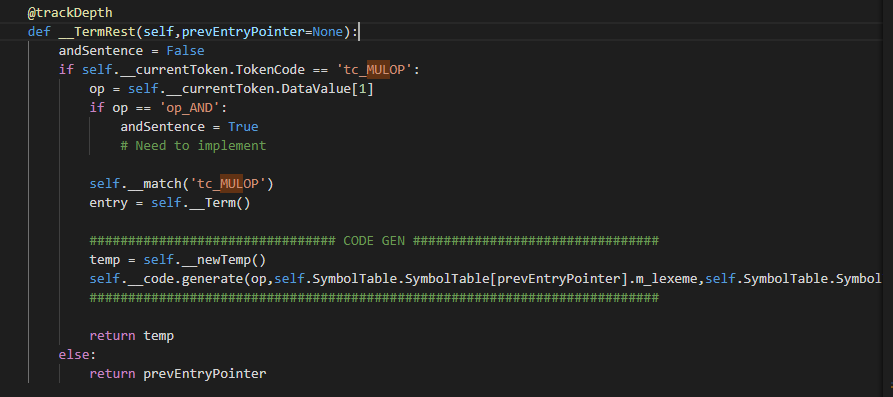 @trackDepth
def __TermRest(self,prevEntryPointer=None):
    andSentence = False
    if self.__currentToken.TokenCode == 'tc_MULOP':
        op = self.__currentToken.DataValue[1]
        if op == 'op_AND':
            andSentence = True
            # Need to implement

        self.__match('tc_MULOP')
        entry = self.__Term()

        ################################ CODE GEN ################################
        temp = self.__newTemp()
        self.__code.generate(op,self.SymbolTable.SymbolTable[prevEntryPointer].m_lexeme,self.SymbolTable.Symbol
        ##########################################################################

        return temp
    else:
        return prevEntryPointer